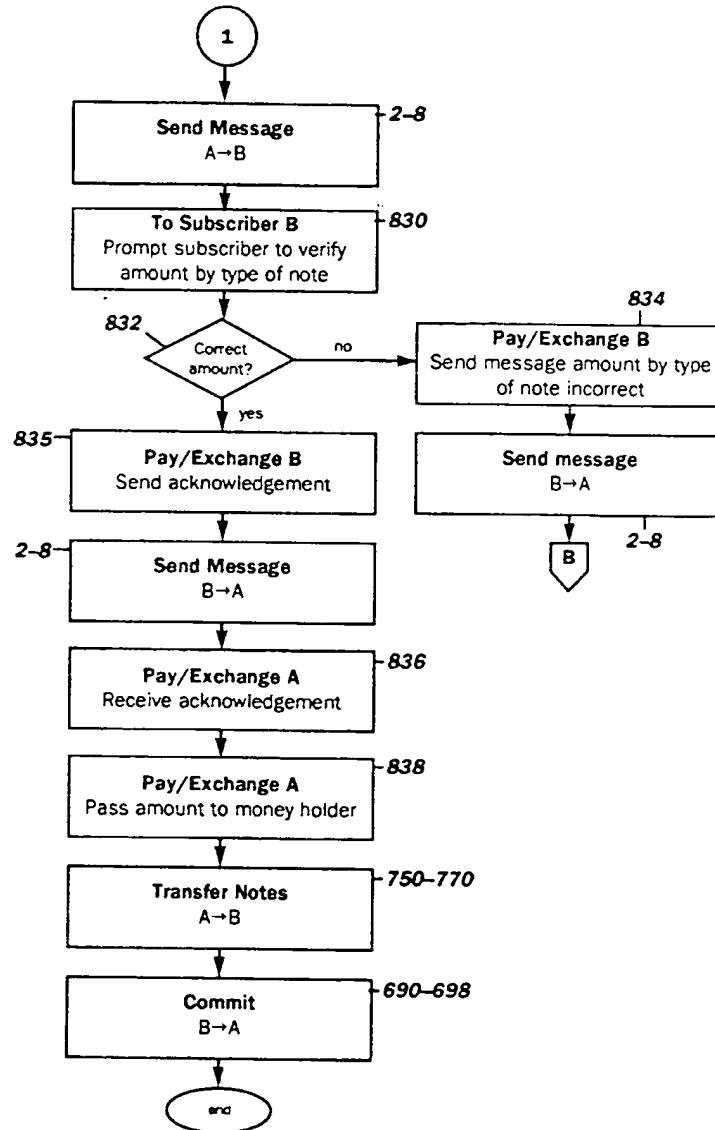 1
2–8
Send Message
A→B
830
To Subscriber B
Prompt subscriber to verify
amount by type of note
832
Correct
amount?
no
yes
834
Pay/Exchange B
Send message amount by type
of note incorrect
Send message
B→A
2–8
B
835
Pay/Exchange B
Send acknowledgement
2–8
Send Message
B→A
836
Pay/Exchange A
Receive acknowledgement
838
Pay/Exchange A
Pass amount to money holder
750–770
Transfer Notes
A→B
690–698
Commit
B→A
end